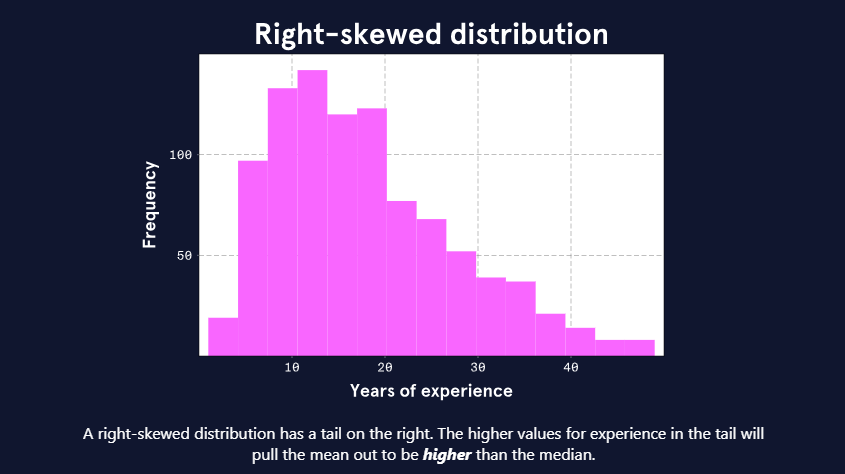 Right-skewed distribution
100
50
Frequency
10 20 30 40
Years of experience
A right-skewed distribution has a tail on the right. The higher values for experience in the tail will
pull the mean out to be higher than the median.